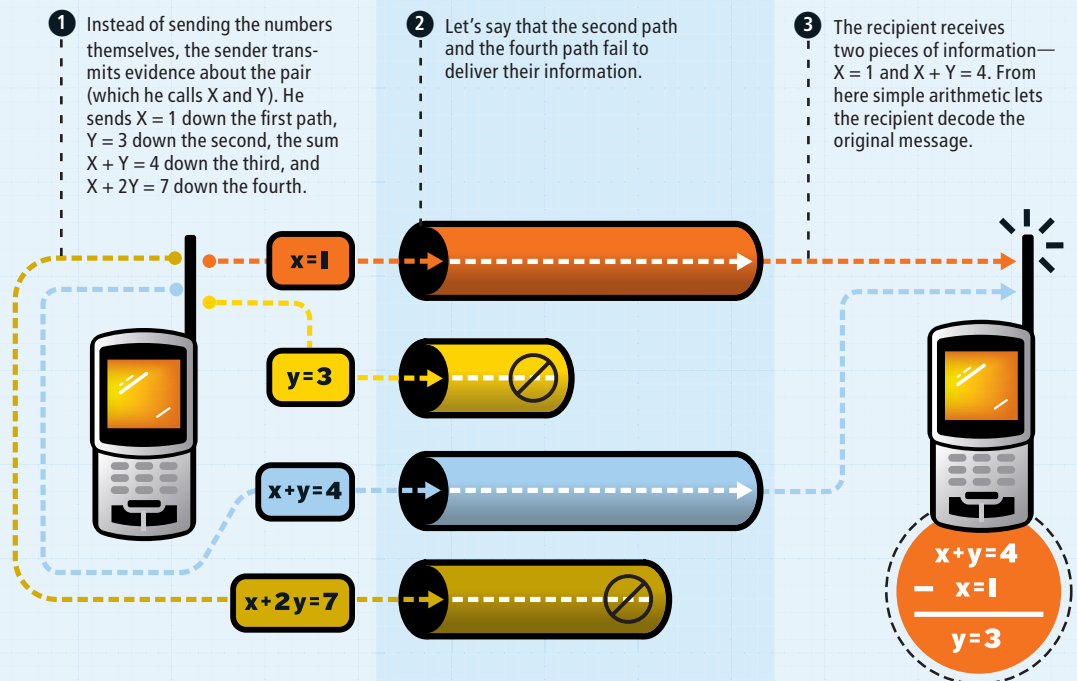 1 Instead of sending the numbers
themselves, the sender trans-
mits evidence about the pair
(which he calls X and Y). He
sends X = 1 down the first path,
Y = 3 down the second, the sum
X + Y = 4 down the third, and
X + 2Y = 7 down the fourth.
2 Let's say that the second path
and the fourth path fail to
deliver their information.
3 The recipient receives
two pieces of information—
X = 1 and X + Y = 4. From
here simple arithmetic lets
the recipient decode the
original message.
x=1
y=3
x+y=4
x+2y=7
x+y=4
– x=1
y=3